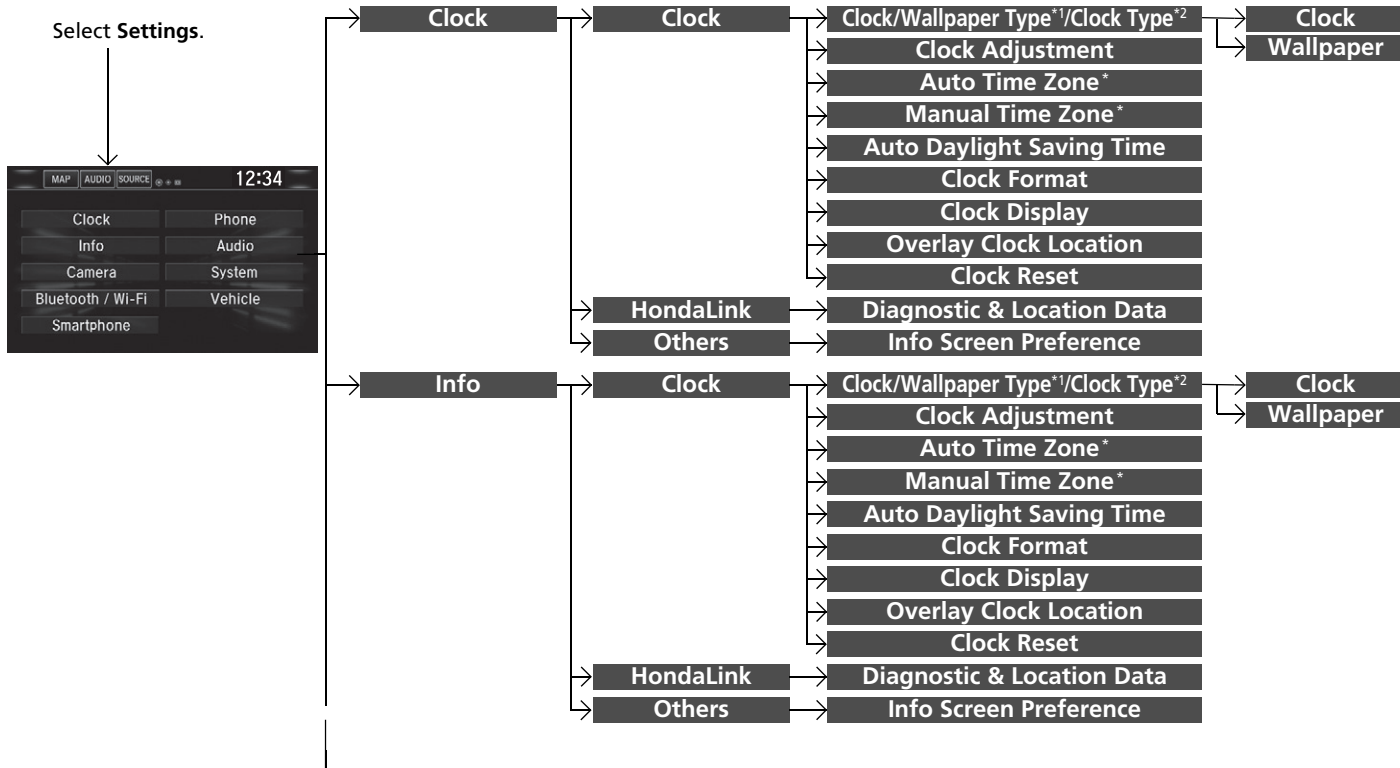 Select Settings.
MAP AUDIO SOURCE 12:34
Clock Phone
Info Audio
Camera System
Bluetooth / Wi-Fi Vehicle
Smartphone
Clock
Clock
Clock/Wallpaper Type*1/Clock Type*2
Clock
Wallpaper
Clock Adjustment
Auto Time Zone*
Manual Time Zone*
Auto Daylight Saving Time
Clock Format
Clock Display
Overlay Clock Location
Clock Reset
HondaLink
Diagnostic & Location Data
Others
Info Screen Preference
Info
Clock
Clock/Wallpaper Type*1/Clock Type*2
Clock
Wallpaper
Clock Adjustment
Auto Time Zone*
Manual Time Zone*
Auto Daylight Saving Time
Clock Format
Clock Display
Overlay Clock Location
Clock Reset
HondaLink
Diagnostic & Location Data
Others
Info Screen Preference